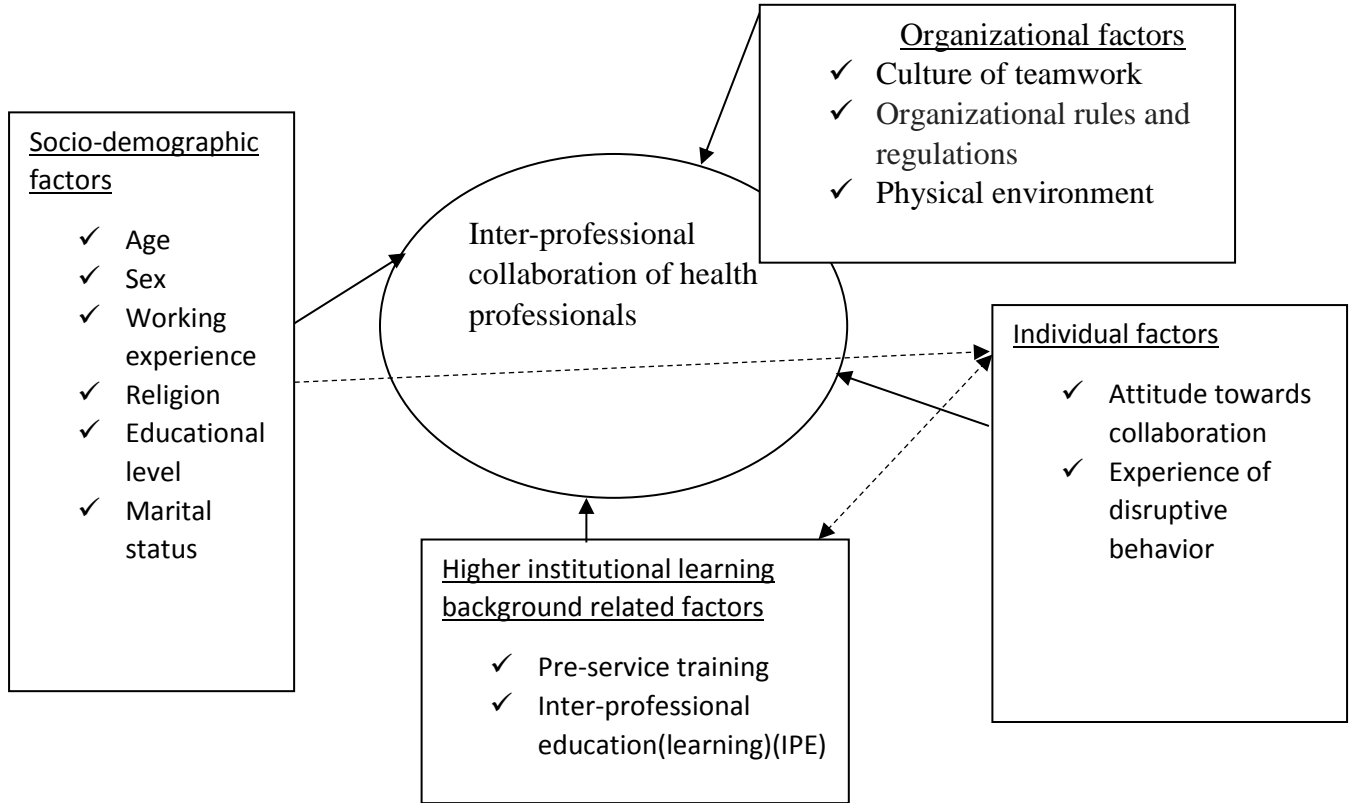 Organizational factors
✓ Culture of teamwork
✓ Organizational rules and
regulations
✓ Physical environment
Socio-demographic
factors
✓ Age
✓ Sex
✓ Working
experience
✓ Religion
✓ Educational
level
✓ Marital
status
Inter-professional
collaboration of health
professionals
Individual factors
✓ Attitude towards
collaboration
✓ Experience of
disruptive
behavior
Higher institutional learning
background related factors
✓ Pre-service training
✓ Inter-professional
education(learning)(IPE)